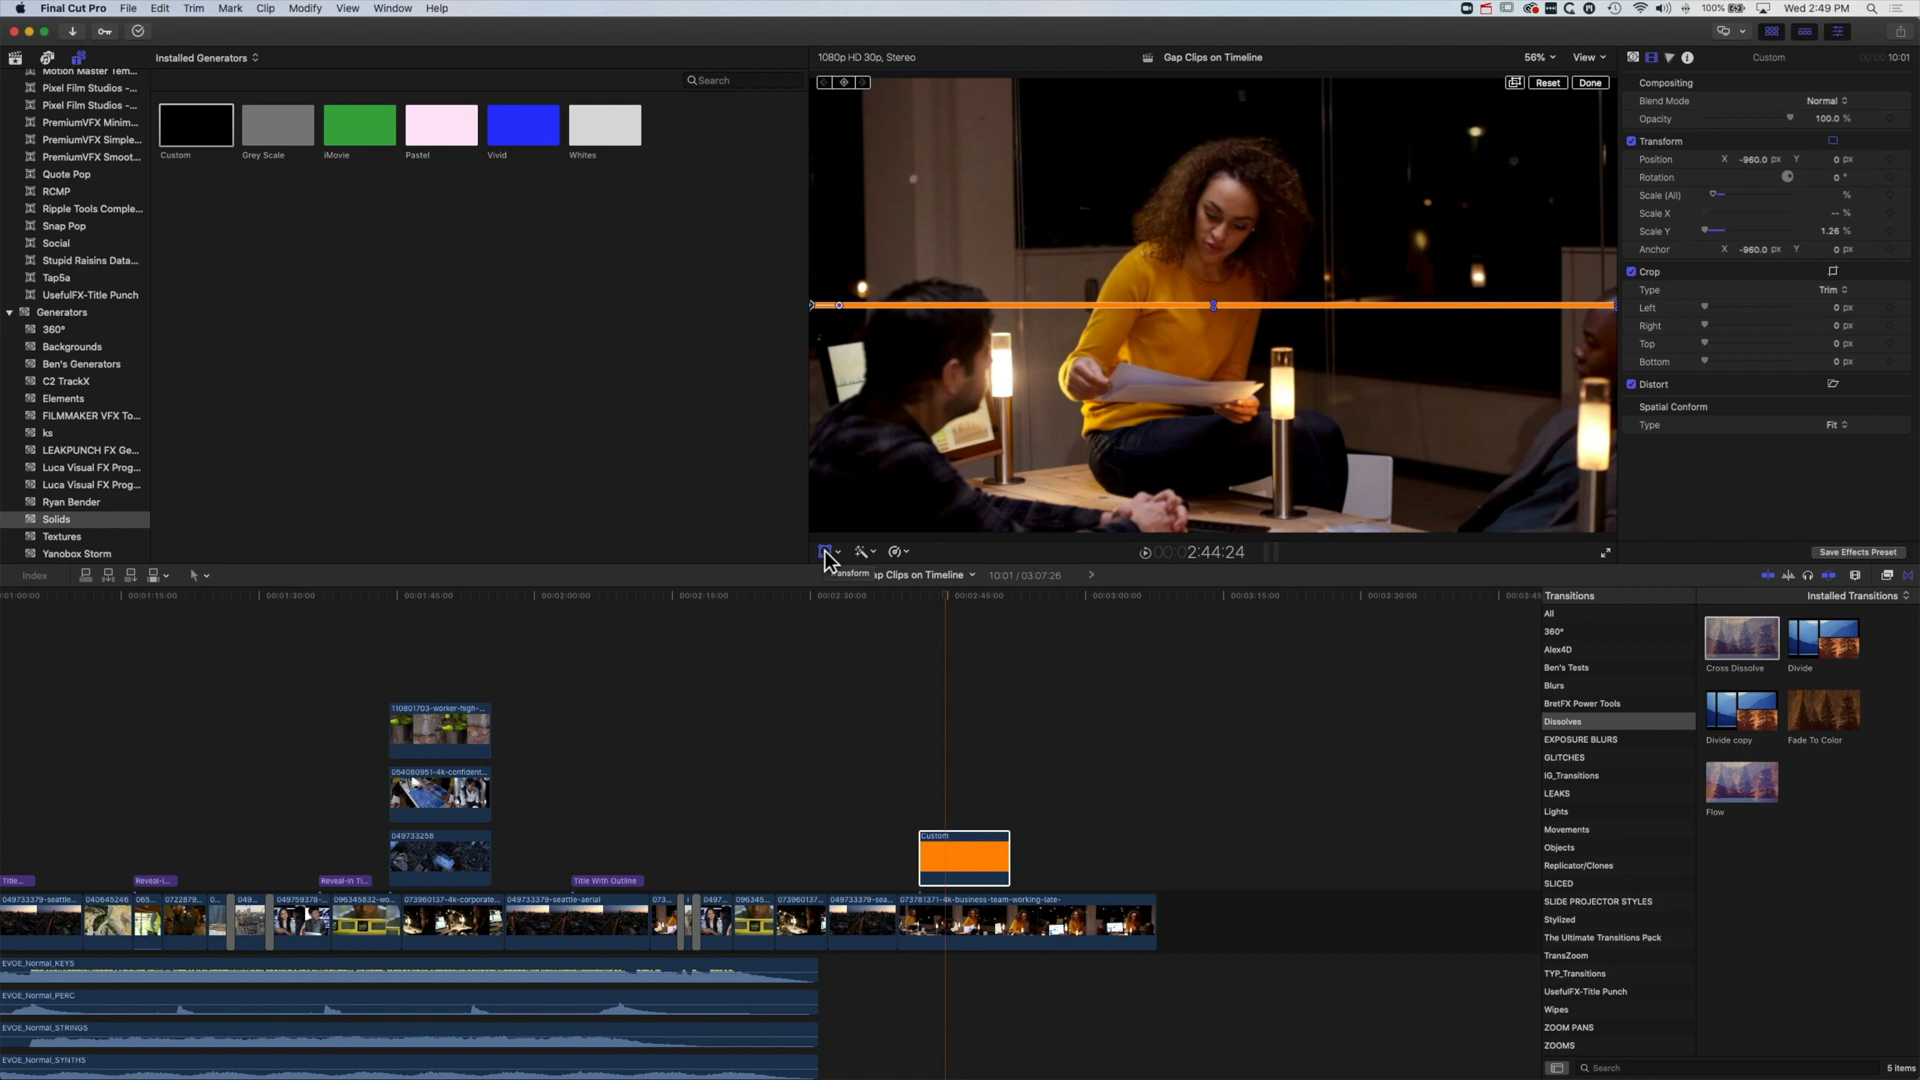 Final Cut Pro File Edit Trim Mark Clip Modify View Window Help
100% Wed 2:49 PM
Installed Generators
Search
Motion Master Tem...
Pixel Film Studios -...
Pixel Film Studios -...
PremiumVFX Minim...
PremiumVFX Simple...
PremiumVFX Smoot...
Quote Pop
RCMP
Ripple Tools Comple...
Snap Pop
Social
Stupid Raisins Data...
Tap5a
UsefulFX-Title Punch
Generators
360°
Backgrounds
Ben's Generators
C2 TrackX
Elements
FILMMAKER VFX To...
ks
LEAKPUNCH FX Ge...
Luca Visual FX Prog...
Luca Visual FX Prog...
Ryan Bender
Solids
Textures
Yanobox Storm
Custom Grey Scale iMovie Pastel Vivid Whites
1080p HD 30p, Stereo
Gap Clips on Timeline
56% View
Reset Done
2:44:24
Custom 10:01
Compositing
Blend Mode Normal
Opacity 100.0 %
Transform
Position X -960.0 px Y 0 px
Rotation 0 °
Scale (All) %
Scale X -- %
Scale Y 1.26 %
Anchor X -960.0 px Y 0 px
Crop
Type Trim
Left 0 px
Right 0 px
Top 0 px
Bottom 0 px
Distort
Spatial Conform
Type Fit
Save Effects Preset
Index
ap Clips on Timeline
10:01 / 03:07:26
01:00:00 00:01:15:00 00:01:30:00 00:01:45:00 00:02:00:00 00:02:15:00 00:02:30:00 00:02:45:00 00:03:00:00 00:03:15:00 00:03:30:00 00:03:45
110801703-worker-high-...
054080951-4k-confident...
049733258
Custom
Title...
Reveal-i...
Reveal-in Ti...
Title With Outline
049733379-seattle...
040645246
065...
0722879...
0...
049...
049759378-...
096345832-wo...
073960137-4k-corporate...
049733379-seattle-aerial
073...
0497...
096345...
073960137...
049733379-sea...
073781371-4k-business-team-working-late-
EVOE_Normal_KEYS
EVOE_Normal_PERC
EVOE_Normal_STRINGS
EVOE_Normal_SYNTHS
Transitions
All
360°
Alex4D
Ben's Tests
Blurs
BretFX Power Tools
Dissolves
EXPOSURE BLURS
GLITCHES
IG_Transitions
LEAKS
Lights
Movements
Objects
Replicator/Clones
SLICED
SLIDE PROJECTOR STYLES
Stylized
The Ultimate Transitions Pack
TransZoom
TYP_Transitions
UsefulFX-Title Punch
Wipes
ZOOM PANS
ZOOMS
Installed Transitions
Cross Dissolve Divide
Divide copy Fade To Color
Flow
Search
5 items